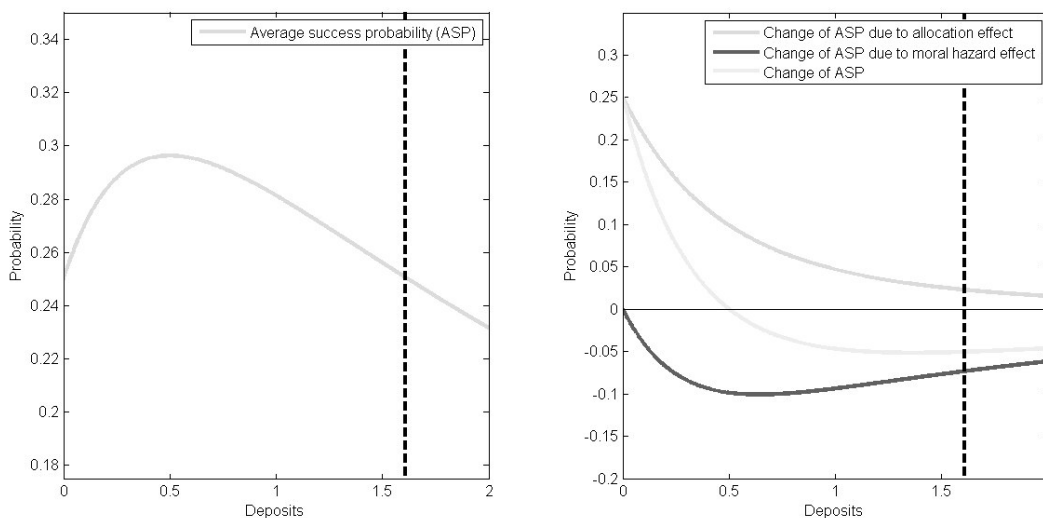 0.34
0.32
0.3
0.28
0.26
0.24
0.22
0.2
0.18
Probability
Average success probability (ASP)
0 0.5 1 1.5 2
Deposits
0.3
0.25
0.2
0.15
0.1
0.05
0
-0.05
-0.1
-0.15
-0.2
Probability
Change of ASP due to allocation effect
Change of ASP due to moral hazard effect
Change of ASP
0 0.5 1 1.5
Deposits